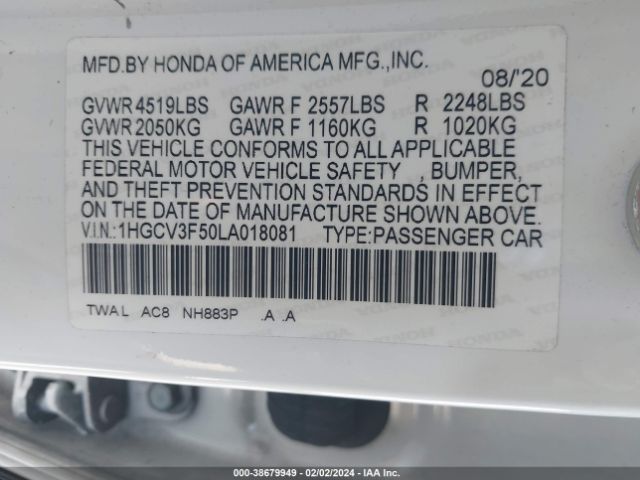 MFD.BY HONDA OF AMERICA MFG.,INC.
08/'20
GVWR 4519LBS GAWR F 2557LBS R 2248LBS
GVWR 2050KG GAWR F 1160KG R 1020KG
THIS VEHICLE CONFORMS TO ALL APPLICABLE
FEDERAL MOTOR VEHICLE SAFETY , BUMPER,
AND THEFT PREVENTION STANDARDS IN EFFECT
ON THE DATE OF MANUFACTURE SHOWN ABOVE.
V.I.N.:1HGCV3F50LA018081 TYPE:PASSENGER CAR
TWAL AC8 NH883P .A .A
000-38679949 - 02/02/2024 - IAA Inc.